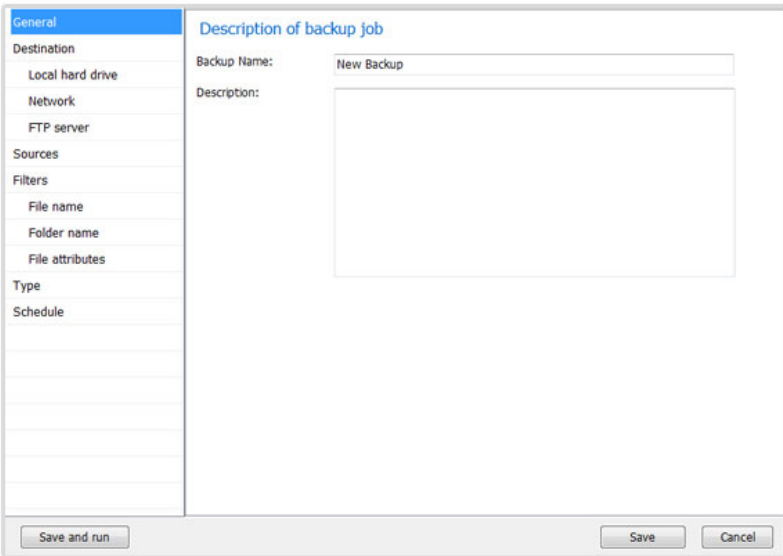 General
Destination
Local hard drive
Network
FTP server
Sources
Filters
File name
Folder name
File attributes
Type
Schedule
Description of backup job
Backup Name: New Backup
Description:
Save and run Save Cancel